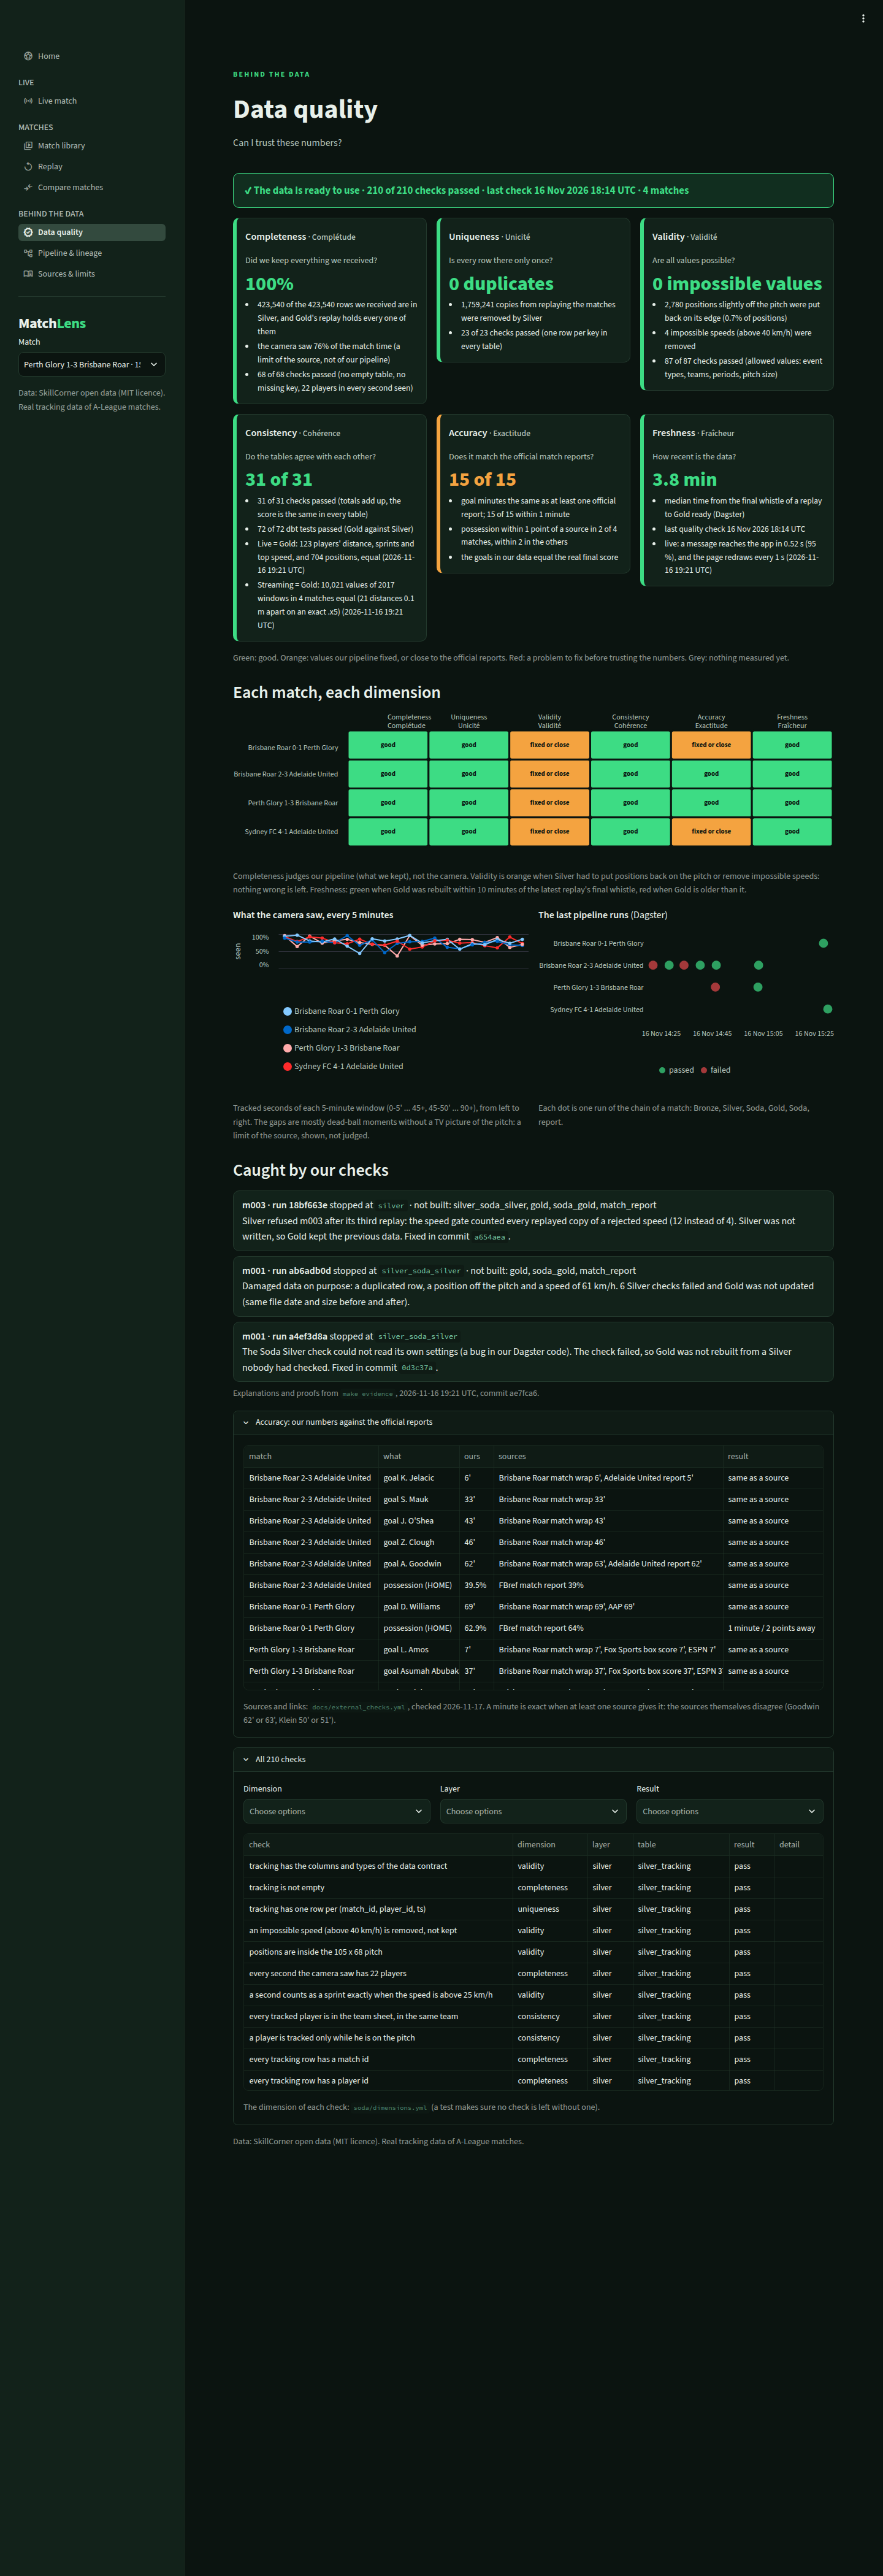 Home
LIVE
Live match
MATCHES
Match library
Replay
Compare matches
BEHIND THE DATA
Data quality
Pipeline & lineage
Sources & limits
MatchLens
Match
Perth Glory 1-3 Brisbane Roar · 1!
Data: SkillCorner open data (MIT licence).
Real tracking data of A-League matches.
BEHIND THE DATA
Data quality
Can I trust these numbers?
✓ The data is ready to use · 210 of 210 checks passed · last check 16 Nov 2026 18:14 UTC · 4 matches
Completeness · Complétude
Did we keep everything we received?
100%
423,540 of the 423,540 rows we received are in
Silver, and Gold's replay holds every one of
them
the camera saw 76% of the match time (a
limit of the source, not of our pipeline)
68 of 68 checks passed (no empty table, no
missing key, 22 players in every second seen)
Uniqueness · Unicité
Is every row there only once?
0 duplicates
1,759,241 copies from replaying the matches
were removed by Silver
23 of 23 checks passed (one row per key in
every table)
Validity · Validité
Are all values possible?
0 impossible values
2,780 positions slightly off the pitch were put
back on its edge (0.7% of positions)
4 impossible speeds (above 40 km/h) were
removed
87 of 87 checks passed (allowed values: event
types, teams, periods, pitch size)
Consistency · Cohérence
Do the tables agree with each other?
31 of 31
31 of 31 checks passed (totals add up, the
score is the same in every table)
72 of 72 dbt tests passed (Gold against Silver)
Live = Gold: 123 players' distance, sprints and
top speed, and 704 positions, equal (2026-11-
16 19:21 UTC)
Streaming = Gold: 10,021 values of 2017
windows in 4 matches equal (21 distances 0.1
m apart on an exact .x5) (2026-11-16 19:21
UTC)
Accuracy · Exactitude
Does it match the official match reports?
15 of 15
goal minutes the same as at least one official
report; 15 of 15 within 1 minute
possession within 1 point of a source in 2 of 4
matches, within 2 in the others
the goals in our data equal the real final score
Freshness · Fraîcheur
How recent is the data?
3.8 min
median time from the final whistle of a replay
to Gold ready (Dagster)
last quality check 16 Nov 2026 18:14 UTC
live: a message reaches the app in 0.52 s (95
%), and the page redraws every 1 s (2026-11-
16 19:21 UTC)
Green: good. Orange: values our pipeline fixed, or close to the official reports. Red: a problem to fix before trusting the numbers. Grey: nothing measured yet.
Each match, each dimension
Completeness Uniqueness Validity Consistency Accuracy Freshness
Complétude Unicité Validité Cohérence Exactitude Fraîcheur
Brisbane Roar 0-1 Perth Glory good good fixed or close good fixed or close good
Brisbane Roar 2-3 Adelaide United good good fixed or close good good good
Perth Glory 1-3 Brisbane Roar good good fixed or close good good good
Sydney FC 4-1 Adelaide United good good fixed or close good fixed or close good
Completeness judges our pipeline (what we kept), not the camera. Validity is orange when Silver had to put positions back on the pitch or remove impossible speeds:
nothing wrong is left. Freshness: green when Gold was rebuilt within 10 minutes of the latest replay's final whistle, red when Gold is older than it.
What the camera saw, every 5 minutes
seen
100%
50%
0%
Brisbane Roar 0-1 Perth Glory
Brisbane Roar 2-3 Adelaide United
Perth Glory 1-3 Brisbane Roar
Sydney FC 4-1 Adelaide United
Tracked seconds of each 5-minute window (0-5' ... 45+, 45-50' ... 90+), from left to
right. The gaps are mostly dead-ball moments without a TV picture of the pitch: a
limit of the source, shown, not judged.
The last pipeline runs (Dagster)
Brisbane Roar 0-1 Perth Glory
Brisbane Roar 2-3 Adelaide United
Perth Glory 1-3 Brisbane Roar
Sydney FC 4-1 Adelaide United
16 Nov 14:25 16 Nov 14:45 16 Nov 15:05 16 Nov 15:25
passed failed
Each dot is one run of the chain of a match: Bronze, Silver, Soda, Gold, Soda,
report.
Caught by our checks
m003 · run 18bf663e stopped at silver · not built: silver_soda_silver, gold, soda_gold, match_report
Silver refused m003 after its third replay: the speed gate counted every replayed copy of a rejected speed (12 instead of 4). Silver was not
written, so Gold kept the previous data. Fixed in commit a654aea .
m001 · run ab6adb0d stopped at silver_soda_silver · not built: gold, soda_gold, match_report
Damaged data on purpose: a duplicated row, a position off the pitch and a speed of 61 km/h. 6 Silver checks failed and Gold was not updated
(same file date and size before and after).
m001 · run a4ef3d8a stopped at silver_soda_silver
The Soda Silver check could not read its own settings (a bug in our Dagster code). The check failed, so Gold was not rebuilt from a Silver
nobody had checked. Fixed in commit 0d3c37a .
Explanations and proofs from make evidence , 2026-11-16 19:21 UTC, commit ae7fca6.
Accuracy: our numbers against the official reports
match what ours sources result
Brisbane Roar 2-3 Adelaide United goal K. Jelacic 6' Brisbane Roar match wrap 6', Adelaide United report 5' same as a source
Brisbane Roar 2-3 Adelaide United goal S. Mauk 33' Brisbane Roar match wrap 33' same as a source
Brisbane Roar 2-3 Adelaide United goal J. O'Shea 43' Brisbane Roar match wrap 43' same as a source
Brisbane Roar 2-3 Adelaide United goal Z. Clough 46' Brisbane Roar match wrap 46' same as a source
Brisbane Roar 2-3 Adelaide United goal A. Goodwin 62' Brisbane Roar match wrap 63', Adelaide United report 62' same as a source
Brisbane Roar 2-3 Adelaide United possession (HOME) 39.5% FBref match report 39% same as a source
Brisbane Roar 0-1 Perth Glory goal D. Williams 69' Brisbane Roar match wrap 69', AAP 69' same as a source
Brisbane Roar 0-1 Perth Glory possession (HOME) 62.9% FBref match report 64% 1 minute / 2 points away
Perth Glory 1-3 Brisbane Roar goal L. Amos 7' Brisbane Roar match wrap 7', Fox Sports box score 7', ESPN 7' same as a source
Perth Glory 1-3 Brisbane Roar goal Asumah Abubak 37' Brisbane Roar match wrap 37', Fox Sports box score 37', ESPN 3 same as a source
Sources and links: docs/external_checks.yml , checked 2026-11-17. A minute is exact when at least one source gives it: the sources themselves disagree (Goodwin
62' or 63', Klein 50' or 51').
All 210 checks
Dimension Layer Result
Choose options Choose options Choose options
check dimension layer table result detail
tracking has the columns and types of the data contract validity silver silver_tracking pass
tracking is not empty completeness silver silver_tracking pass
tracking has one row per (match_id, player_id, ts) uniqueness silver silver_tracking pass
an impossible speed (above 40 km/h) is removed, not kept validity silver silver_tracking pass
positions are inside the 105 x 68 pitch validity silver silver_tracking pass
every second the camera saw has 22 players completeness silver silver_tracking pass
a second counts as a sprint exactly when the speed is above 25 km/h validity silver silver_tracking pass
every tracked player is in the team sheet, in the same team consistency silver silver_tracking pass
a player is tracked only while he is on the pitch consistency silver silver_tracking pass
every tracking row has a match id completeness silver silver_tracking pass
every tracking row has a player id completeness silver silver_tracking pass
The dimension of each check: soda/dimensions.yml (a test makes sure no check is left without one).
Data: SkillCorner open data (MIT licence). Real tracking data of A-League matches.